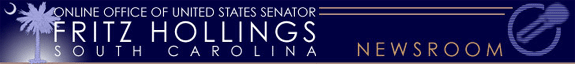 ONLINE OFFICE OF UNITED STATES SENATOR
FRITZ HOLLINGS
SOUTH CAROLINA
NEWSROOM